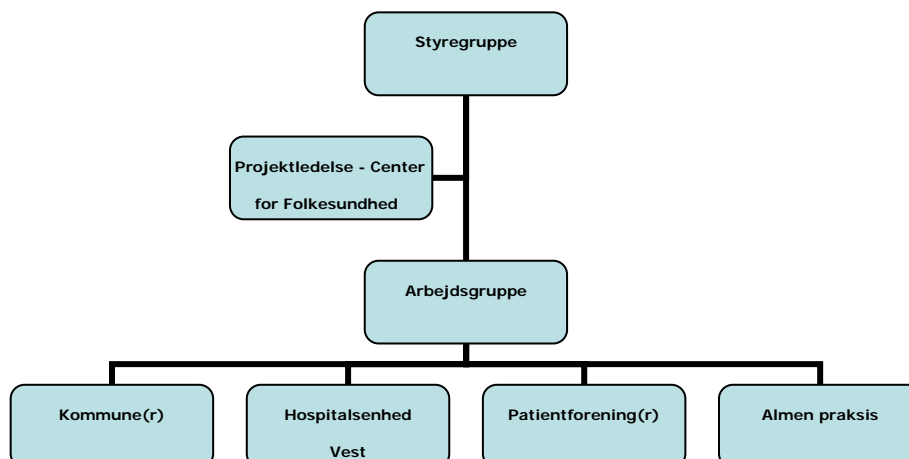 Styregruppe
Projektledelse - Center
for Folkesundhed
Arbejdsgruppe
Kommune(r)
Hospitalsenhed
Vest
Patientforening(r)
Almen praksis